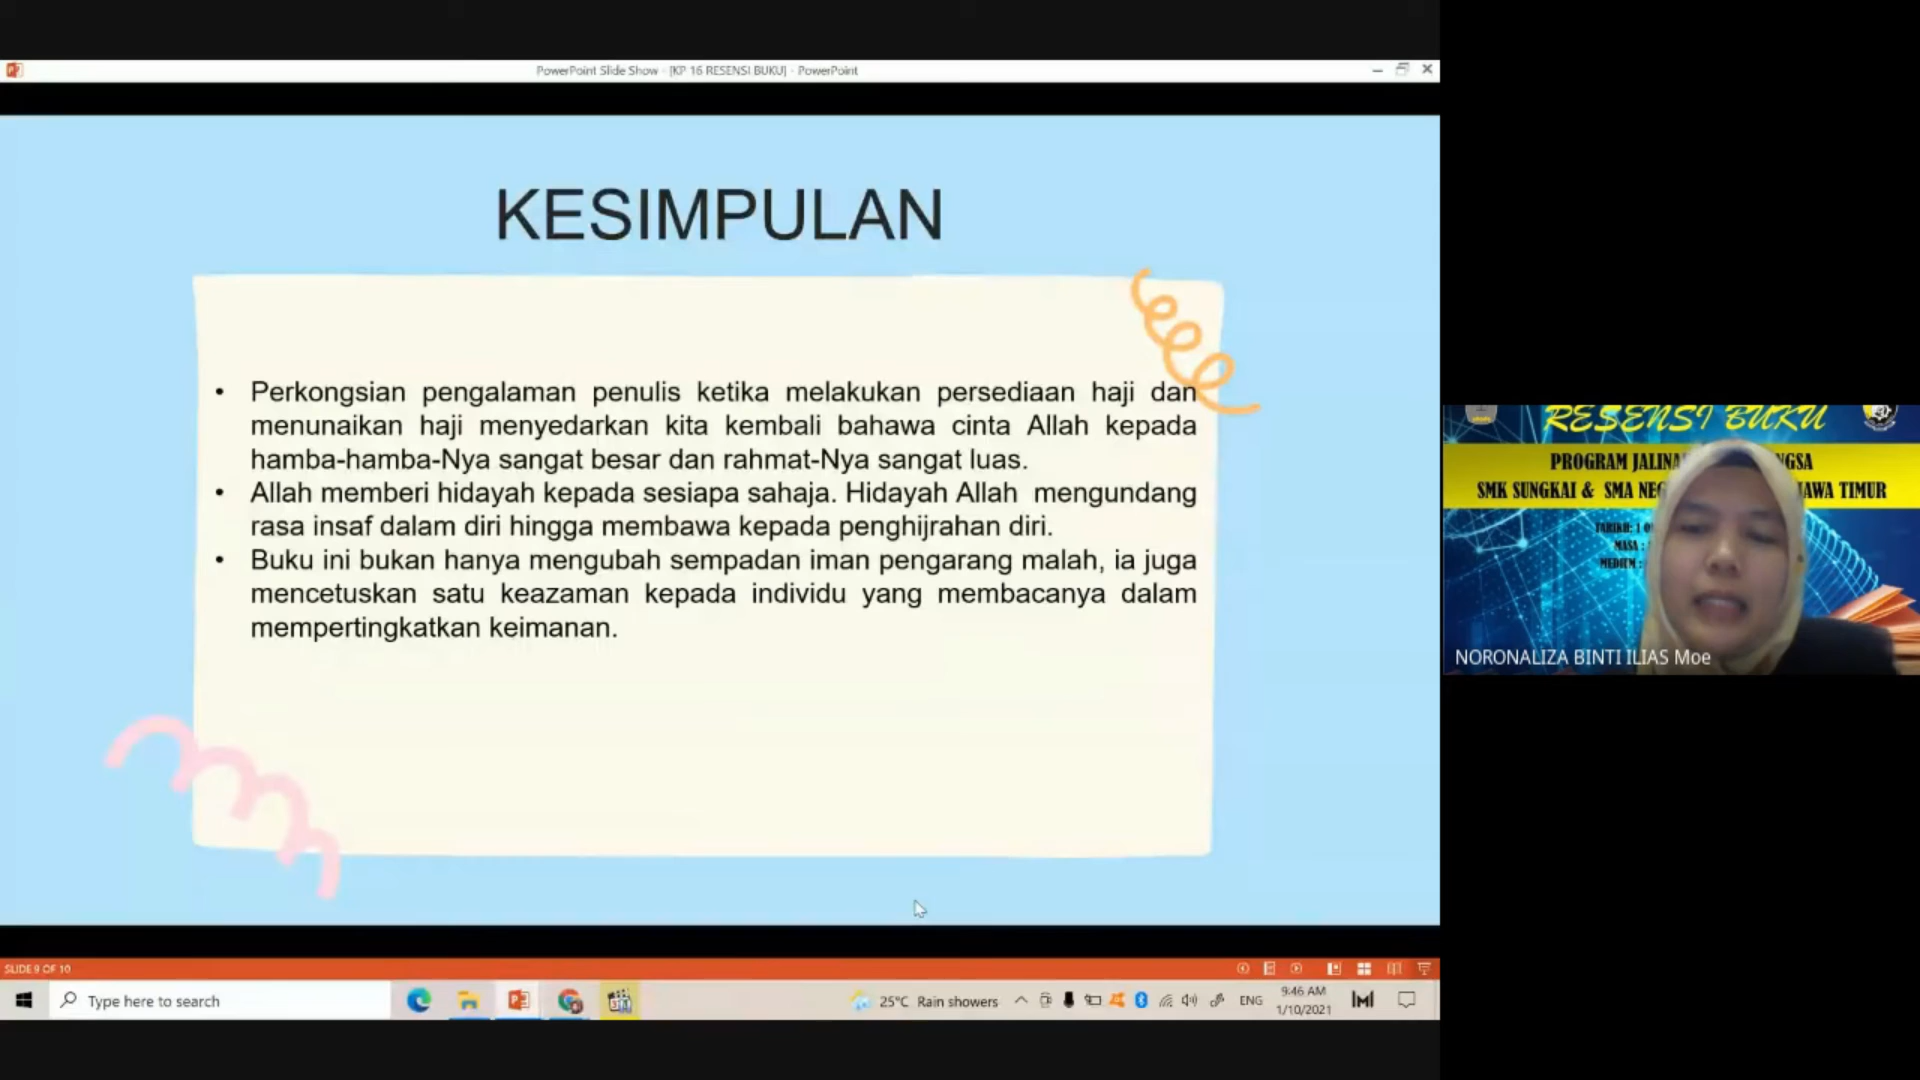 PowerPoint Slide Show - [KP 16 RESENSI BUKU] - PowerPoint
KESIMPULAN
• Perkongsian pengalaman penulis ketika melakukan persediaan haji dan
menunaikan haji menyedarkan kita kembali bahawa cinta Allah kepada
hamba-hamba-Nya sangat besar dan rahmat-Nya sangat luas.
• Allah memberi hidayah kepada sesiapa sahaja. Hidayah Allah mengundang
rasa insaf dalam diri hingga membawa kepada penghijrahan diri.
• Buku ini bukan hanya mengubah sempadan iman pengarang malah, ia juga
mencetuskan satu keazaman kepada individu yang membacanya dalam
mempertingkatkan keimanan.
RESENSI BUKU
PROGRAM
SMK SUNGKAI & SMA JAWA TIMUR
TARIKH: 1
MASA :
MEDIUM :
NORONALIZA BINTI ILIAS Moe
SLIDE 9 OF 10
Type here to search
25°C Rain showers
ENG
9:46 AM
1/10/2021